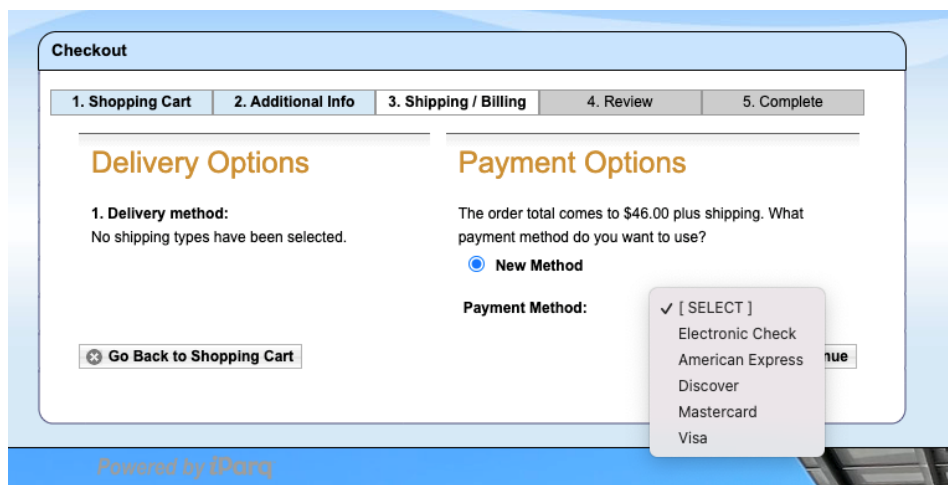 Checkout
1. Shopping Cart
2. Additional Info
3. Shipping / Billing
4. Review
5. Complete
Delivery Options
1. Delivery method:
No shipping types have been selected.
Payment Options
The order total comes to $46.00 plus shipping. What
payment method do you want to use?
New Method
Payment Method:
✓ [ SELECT ]
Electronic Check
American Express
Discover
Mastercard
Visa
Go Back to Shopping Cart
nue
Powered by iParq